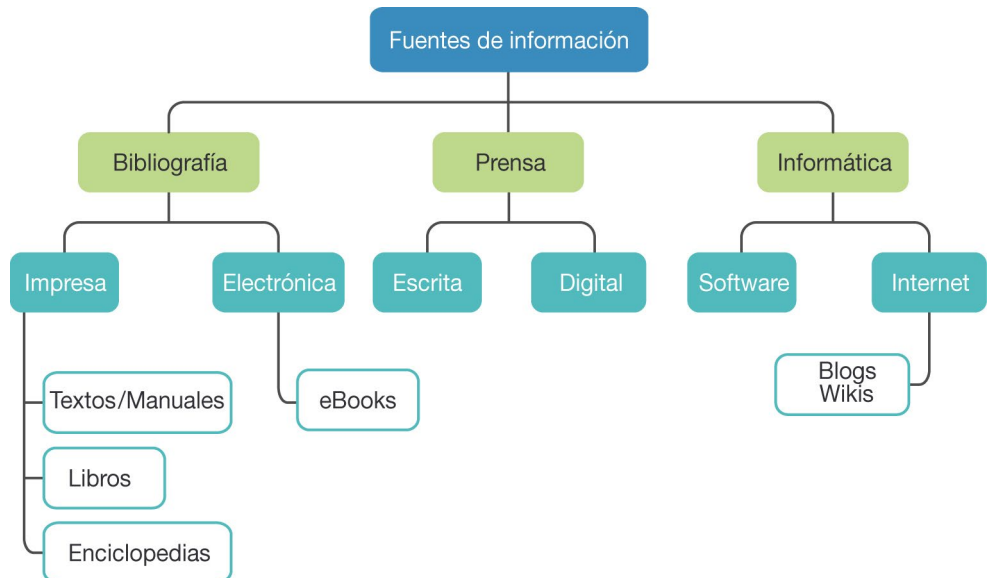 Fuentes de información
Bibliografía
Prensa
Informática
Impresa
Electrónica
Escrita
Digital
Software
Internet
Textos/Manuales
eBooks
Blogs
Wikis
Libros
Enciclopedias